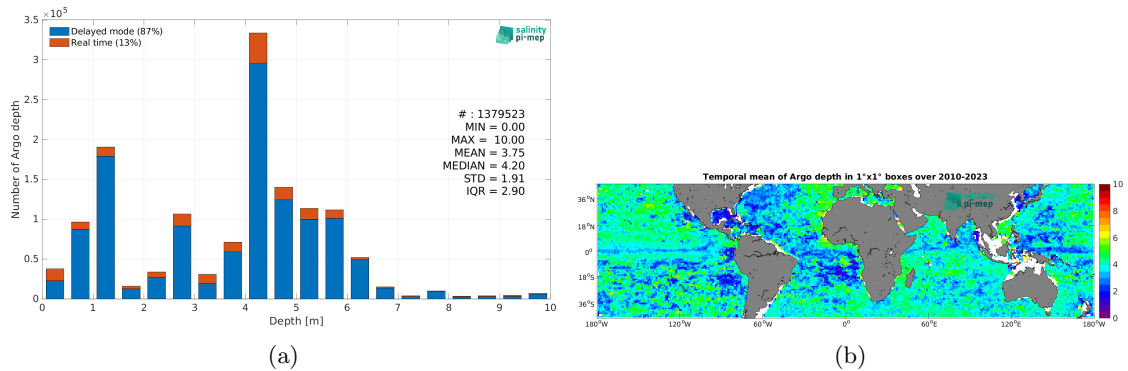 ×10⁵
3.5
3
2.5
2
1.5
1
0.5
0
Number of Argo depth
Delayed mode (87%)
Real time (13%)
salinity
pi-mep
# : 1379523
MIN = 0.00
MAX = 10.00
MEAN = 3.75
MEDIAN = 4.20
STD = 1.91
IQR = 2.90
0 1 2 3 4 5 6 7 8 9 10
Depth [m]
(a)
Temporal mean of Argo depth in 1°x1° boxes over 2010-2023
salinity
pi-mep
36°N
18°N
0°
18°S
36°S
180°W 120°W 60°W 0° 60°E 120°E 180°W
10
8
6
4
2
0
(b)